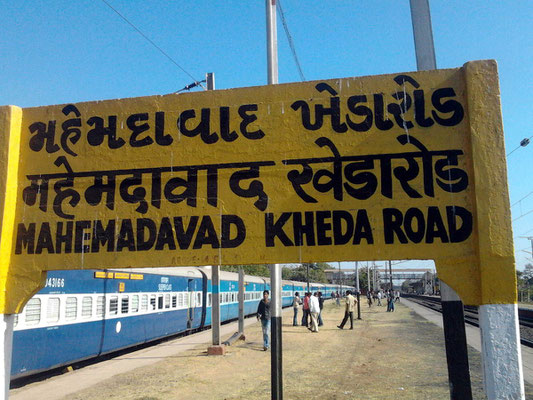 મહેમદાવાદ ખેડારોડ
महेमदावाद खेडारोड
MAHEMADAVAD KHEDA ROAD